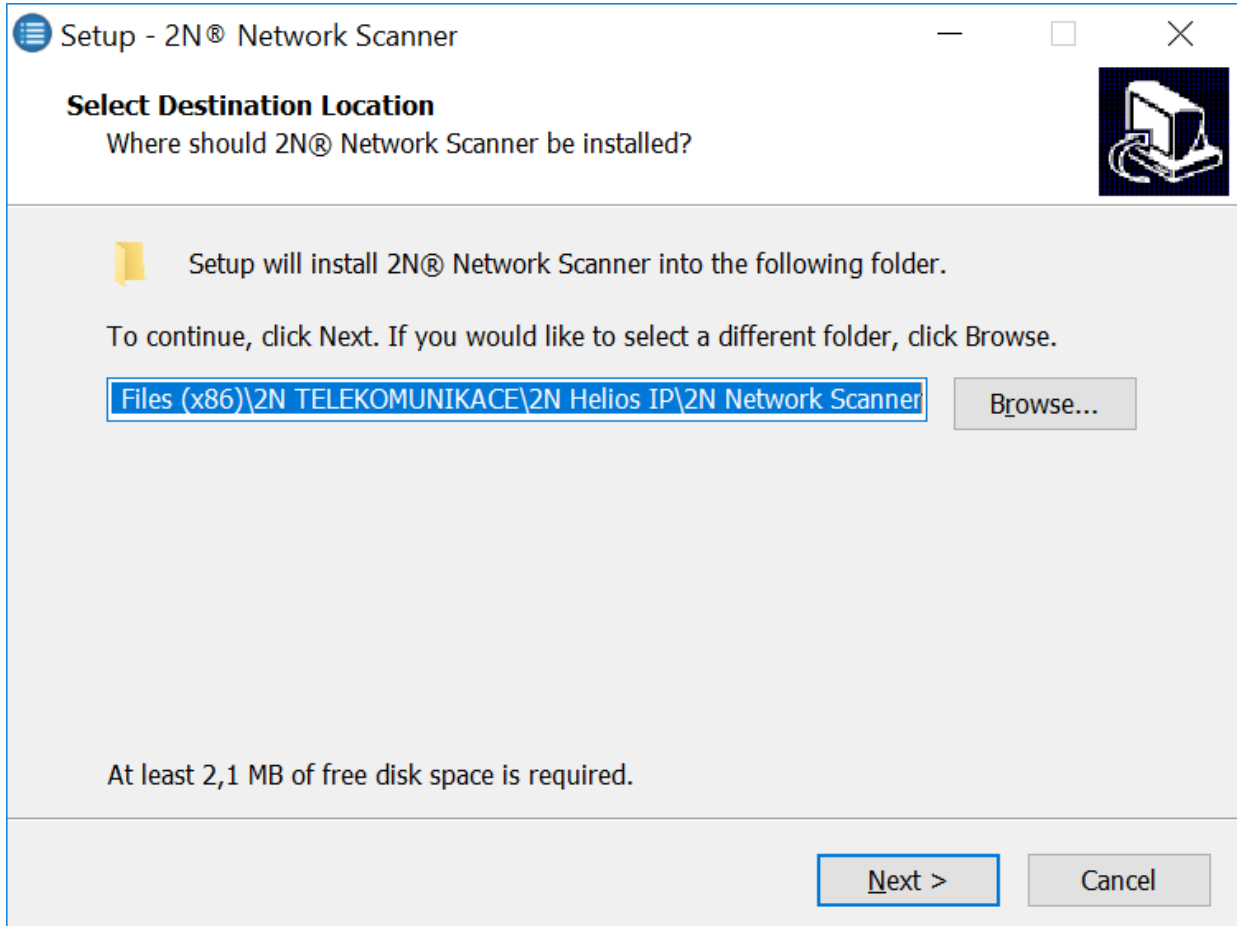 Setup - 2N® Network Scanner
Select Destination Location
Where should 2N® Network Scanner be installed?
Setup will install 2N® Network Scanner into the following folder.
To continue, click Next. If you would like to select a different folder, click Browse.
Files (x86)\2N TELEKOMUNIKACE\2N Helios IP\2N Network Scanner
Browse...
At least 2,1 MB of free disk space is required.
Next >
Cancel